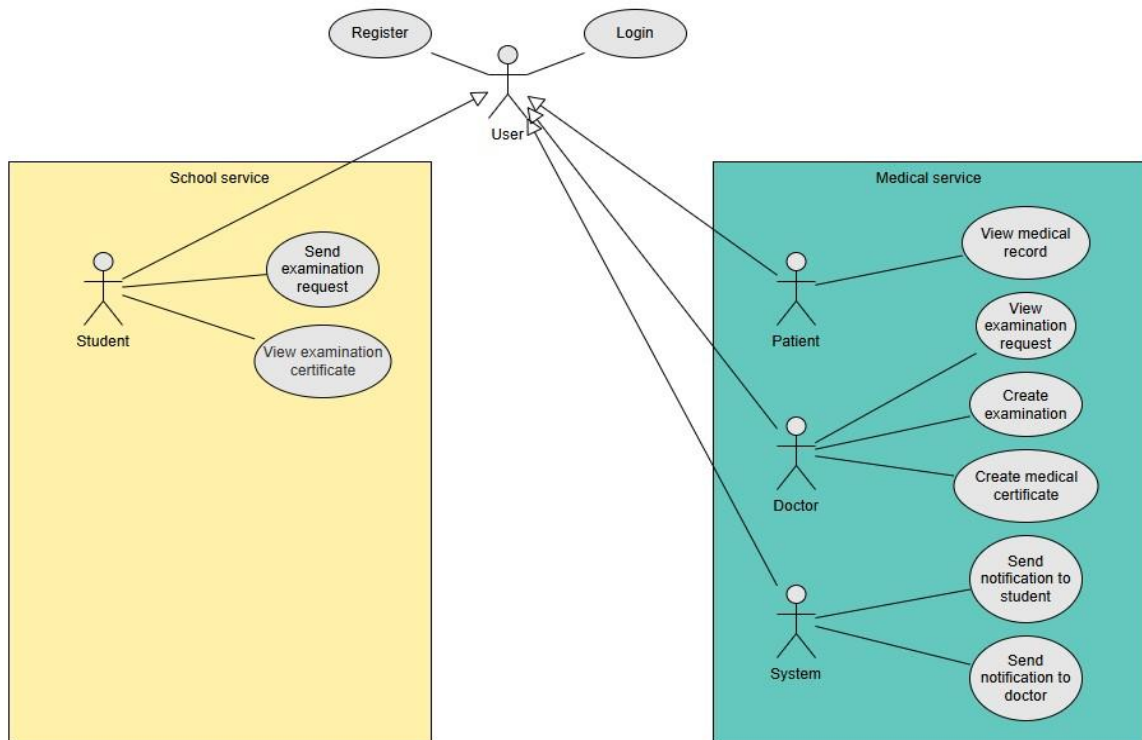 Register
Login
User
School service
Send
examination
request
Student
View examination
certificate
Medical service
View medical
record
Patient
View
examination
request
Create
examination
Doctor
Create medical
certificate
Send
notification to
student
System
Send
notification to
doctor